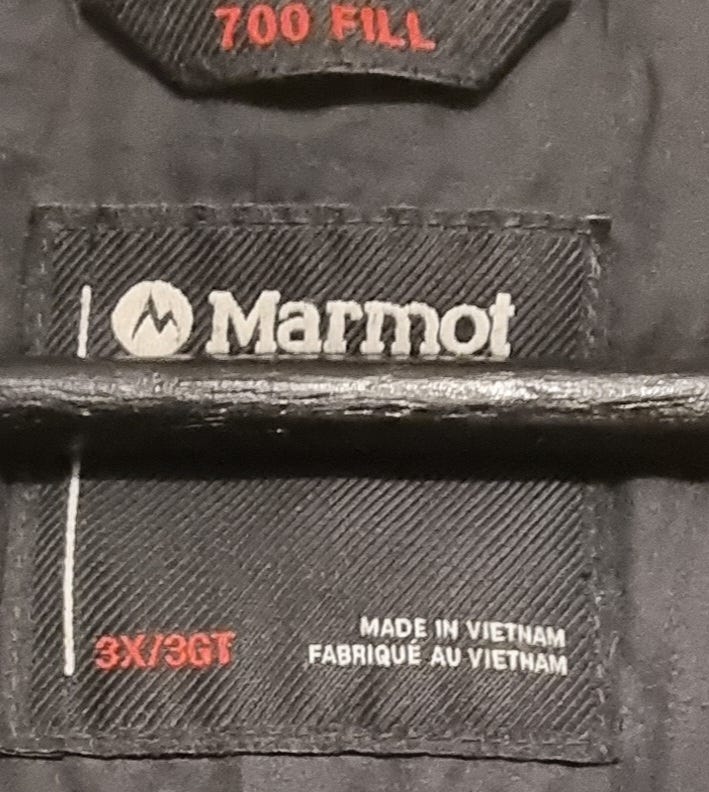 700 FILL
Marmot
3X/3GT
MADE IN VIETNAM
FABRIQUÉ AU VIETNAM